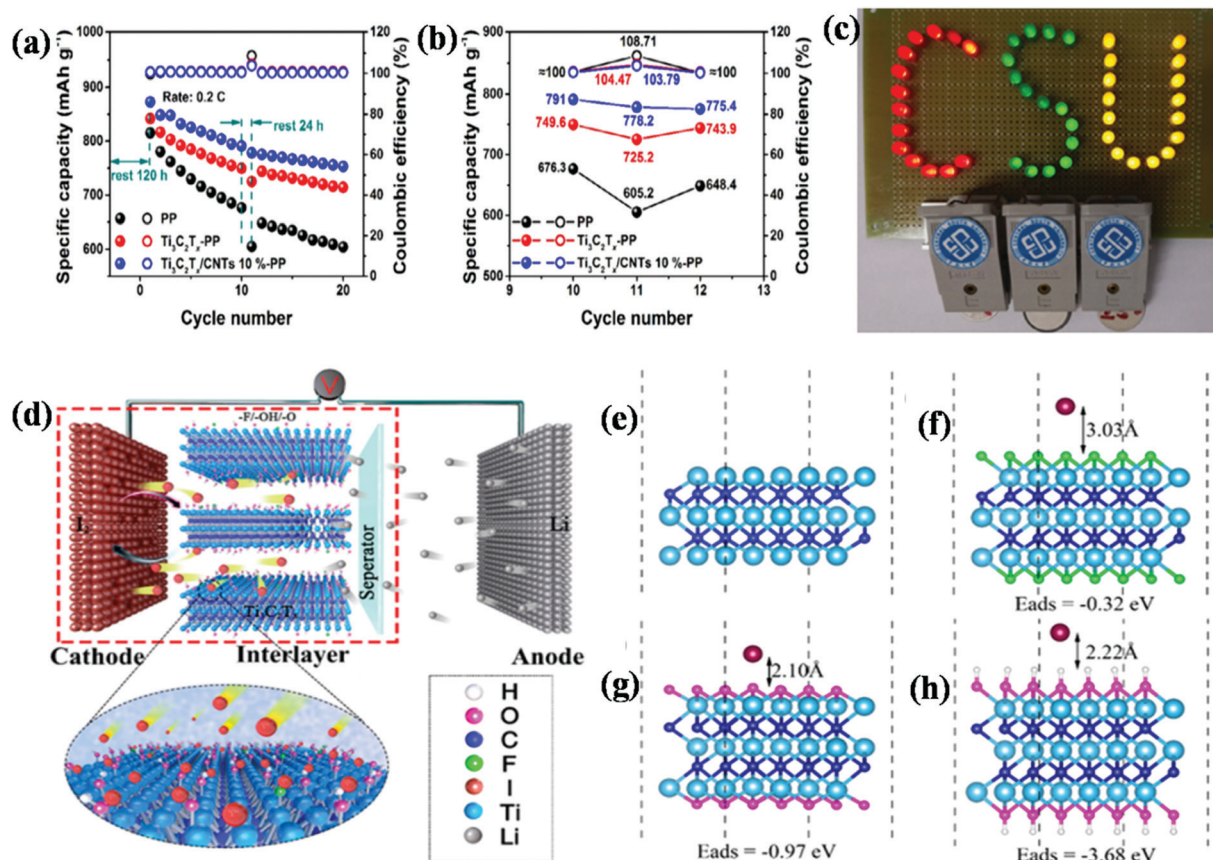 (a)
1000
900
800
700
600
Specific capacity (mAh g⁻¹)
120
100
80
60
40
20
0
Coulombic efficiency (%)
Rate: 0.2 C
rest 24 h
rest 120 h
PP
Ti₃C₂Tₓ-PP
Ti₃C₂Tₓ/CNTs 10 %-PP
0 10 20
Cycle number
(b)
900
850
800
750
700
650
600
550
500
Specific capacity (mAh g⁻¹)
120
100
80
60
40
20
0
Coulombic efficiency (%)
108.71
≈100 ≈100
104.47 103.79
791 778.2 775.4
749.6 725.2 743.9
676.3 605.2 648.4
PP
Ti₃C₂Tₓ-PP
Ti₃C₂Tₓ/CNTs 10 %-PP
9 10 11 12 13
Cycle number
(c)
CSU
(d)
V
-F/-OH/-O
Li
Seperator
Cathode Interlayer Anode
H
O
C
F
I
Ti
Li
(e)
(f)
3.03Å
Eads = -0.32 eV
(g)
2.10Å
Eads = -0.97 eV
(h)
2.22Å
Eads = -3.68 eV